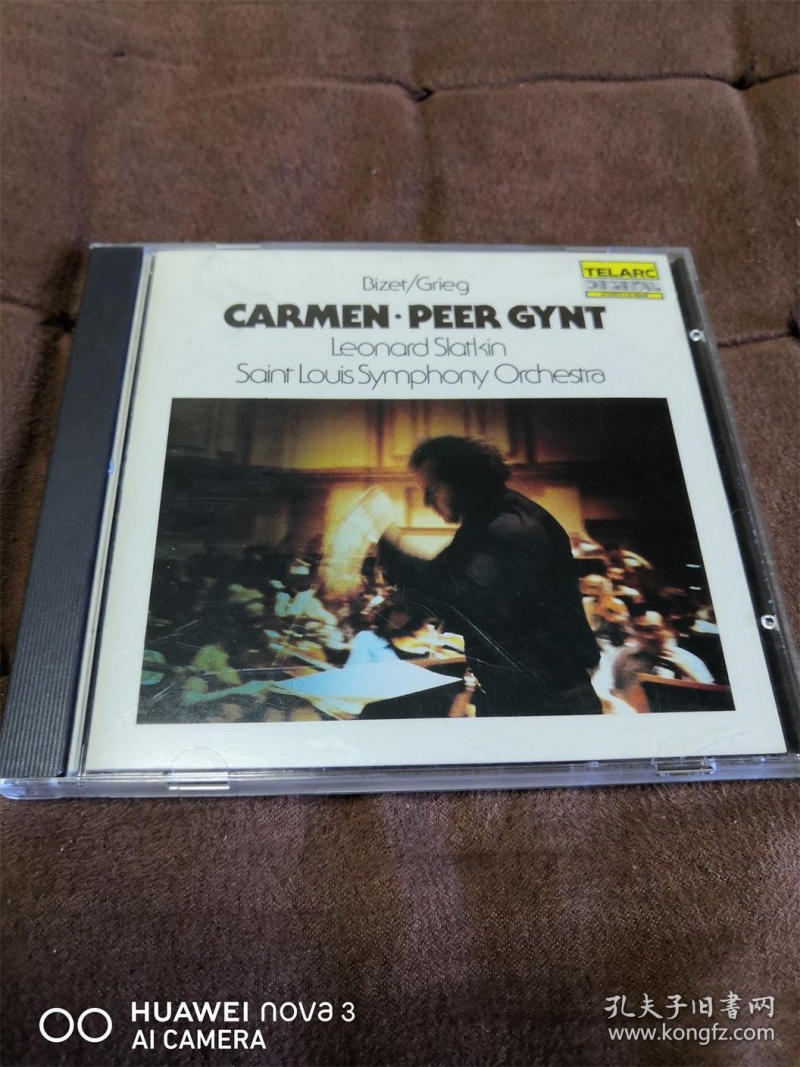 Bizet/Grieg
TELARC
DIGITAL
CARMEN • PEER GYNT
Leonard Slatkin
Saint Louis Symphony Orchestra
HUAWEI nova 3
AI CAMERA
孔夫子旧书网
www.kongfz.com